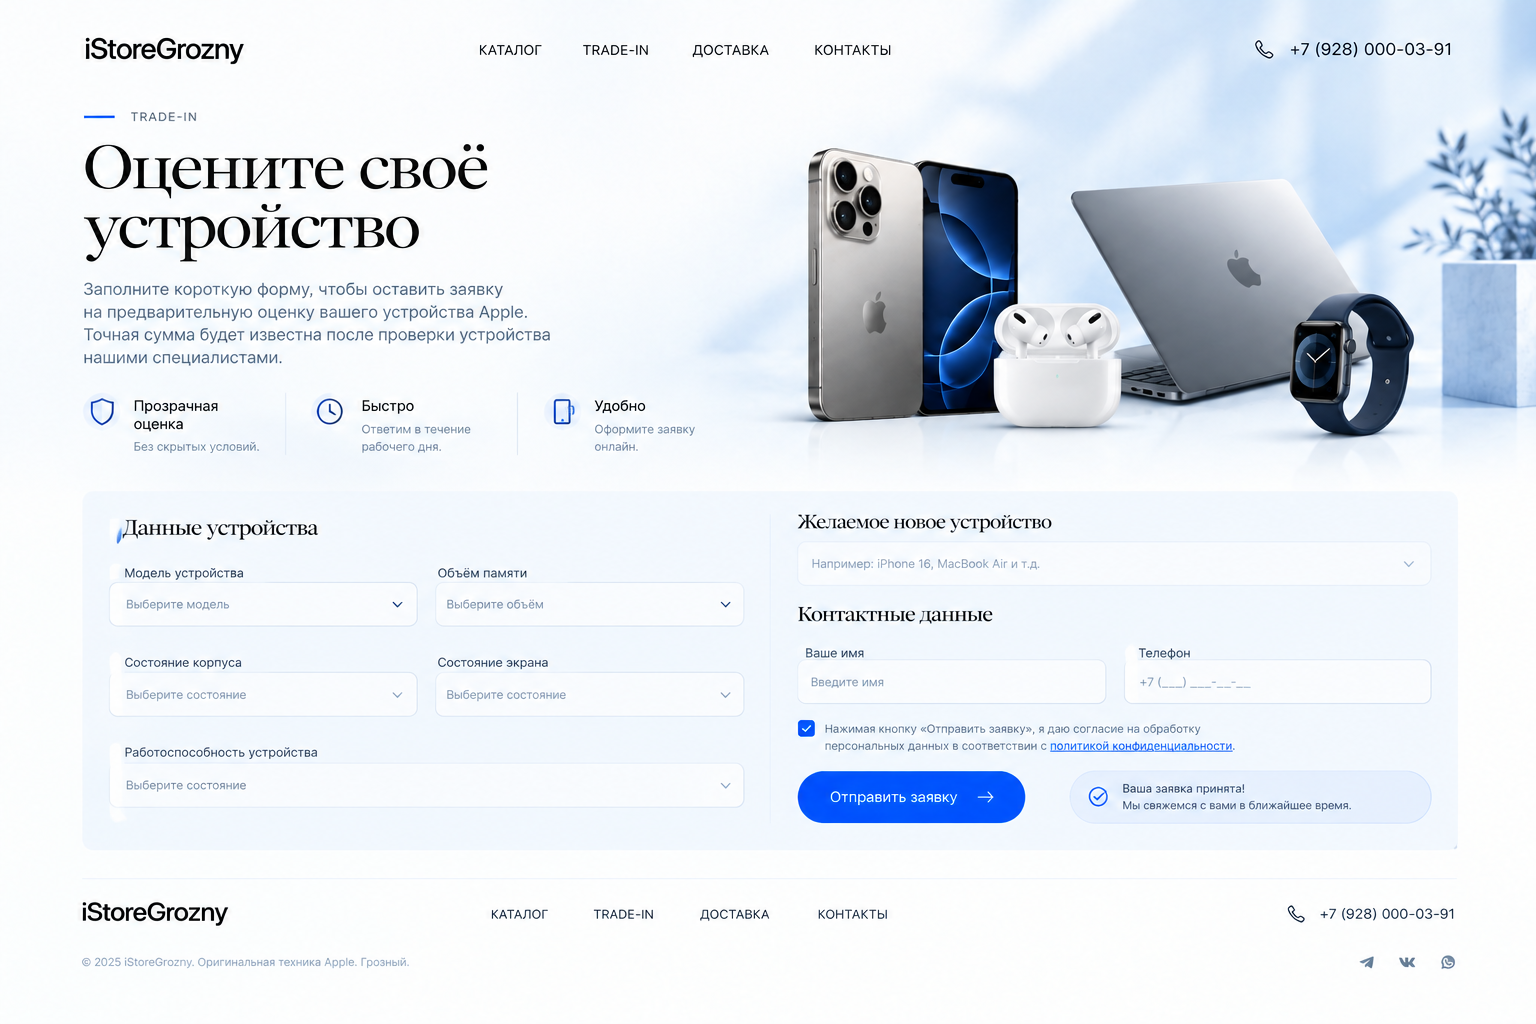 iStoreGrozny
КАТАЛОГ
TRADE-IN
ДОСТАВКА
КОНТАКТЫ
+7 (928) 000-03-91
TRADE-IN
Оцените своё
устройство
Заполните короткую форму, чтобы оставить заявку
на предварительную оценку вашего устройства Apple.
Точная сумма будет известна после проверки устройства
нашими специалистами.
Прозрачная
оценка
Без скрытых условий.
Быстро
Ответим в течение
рабочего дня.
Удобно
Оформите заявку
онлайн.
Данные устройства
Модель устройства
Выберите модель
Объём памяти
Выберите объём
Состояние корпуса
Выберите состояние
Состояние экрана
Выберите состояние
Работоспособность устройства
Выберите состояние
Желаемое новое устройство
Например: iPhone 16, MacBook Air и т.д.
Контактные данные
Ваше имя
Введите имя
Телефон
+7 (___) ___-__-__
Нажимая кнопку «Отправить заявку», я даю согласие на обработку
персональных данных в соответствии с политикой конфиденциальности.
Отправить заявку
Ваша заявка принята!
Мы свяжемся с вами в ближайшее время.
iStoreGrozny
КАТАЛОГ
TRADE-IN
ДОСТАВКА
КОНТАКТЫ
+7 (928) 000-03-91
© 2025 iStoreGrozny. Оригинальная техника Apple. Грозный.